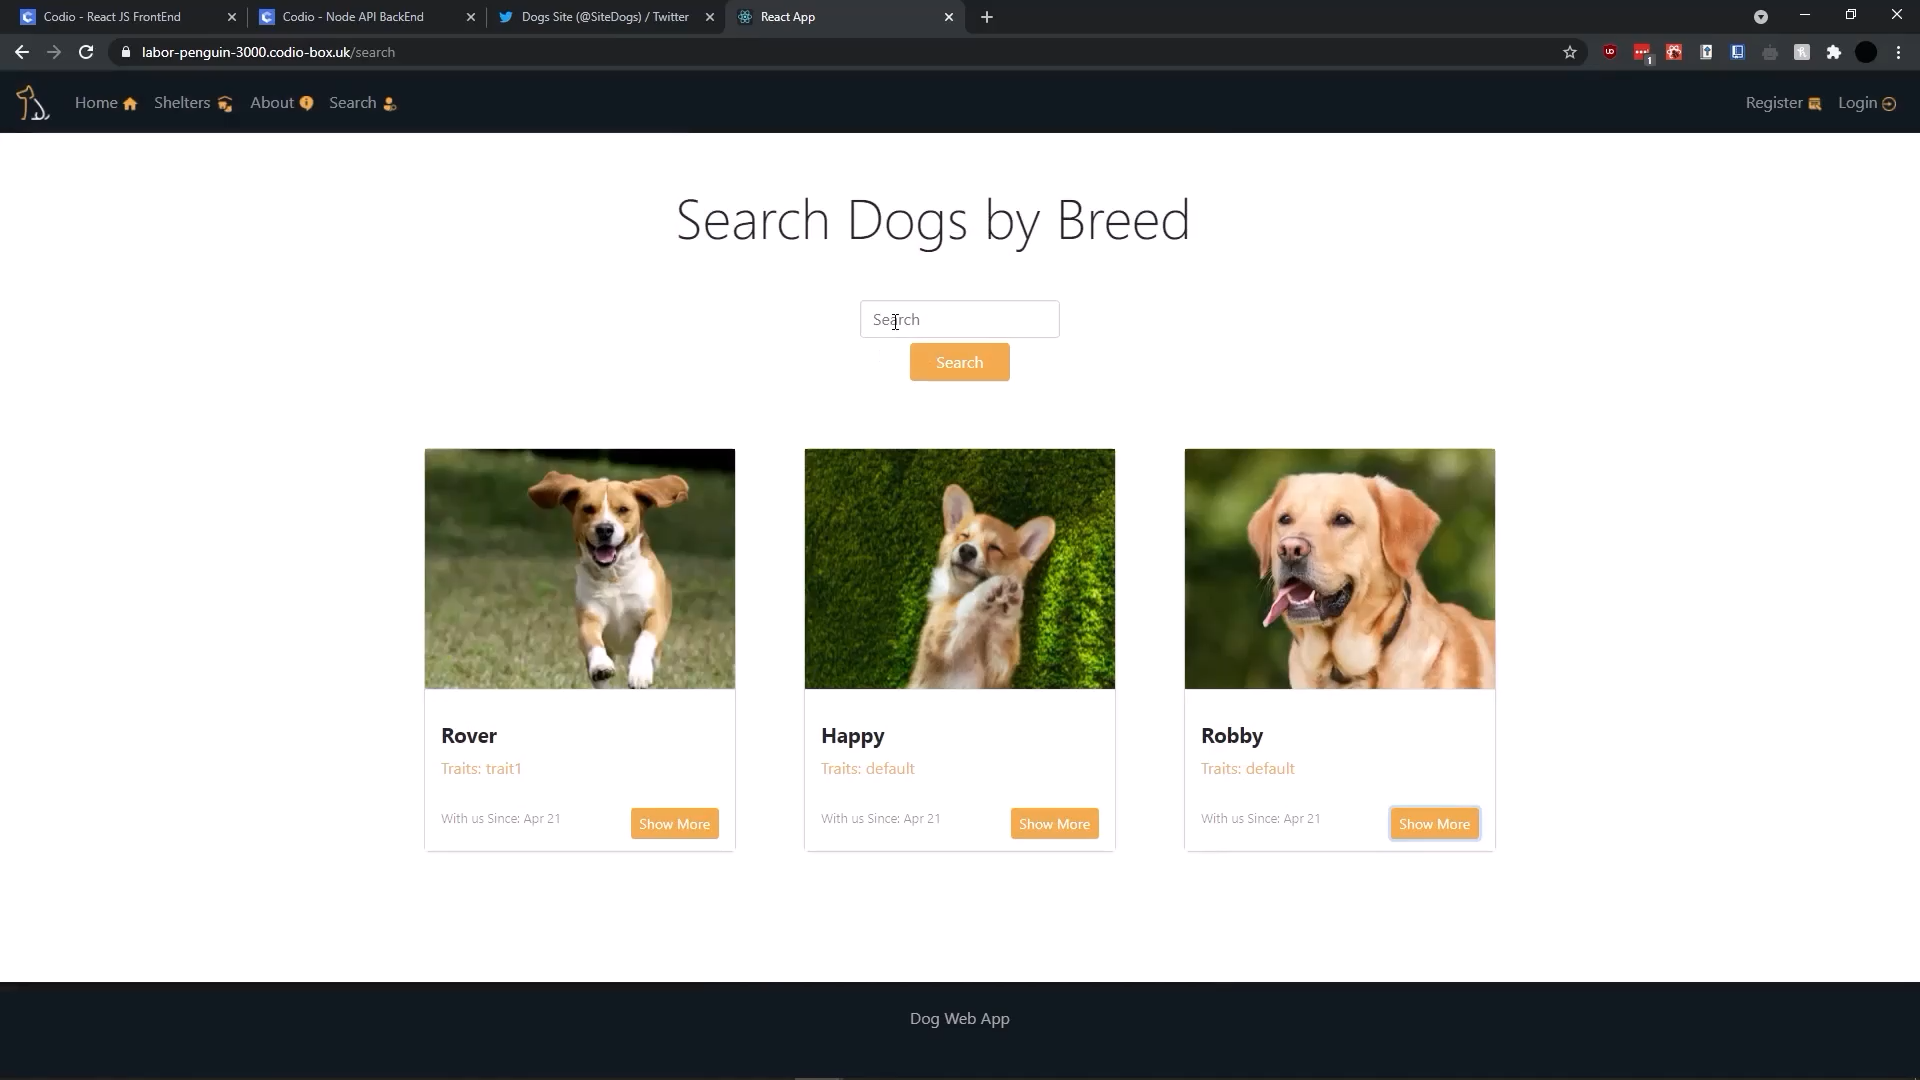 Codio - React JS FrontEnd
Codio - Node API BackEnd
Dogs Site (@SiteDogs) / Twitter
React App
labor-penguin-3000.codio-box.uk/search
1
Home
Shelters
About
Search
Register
Login
Search Dogs by Breed
Search
Search
Rover
Traits: trait1
With us Since: Apr 21
Show More
Happy
Traits: default
With us Since: Apr 21
Show More
Robby
Traits: default
With us Since: Apr 21
Show More
Dog Web App